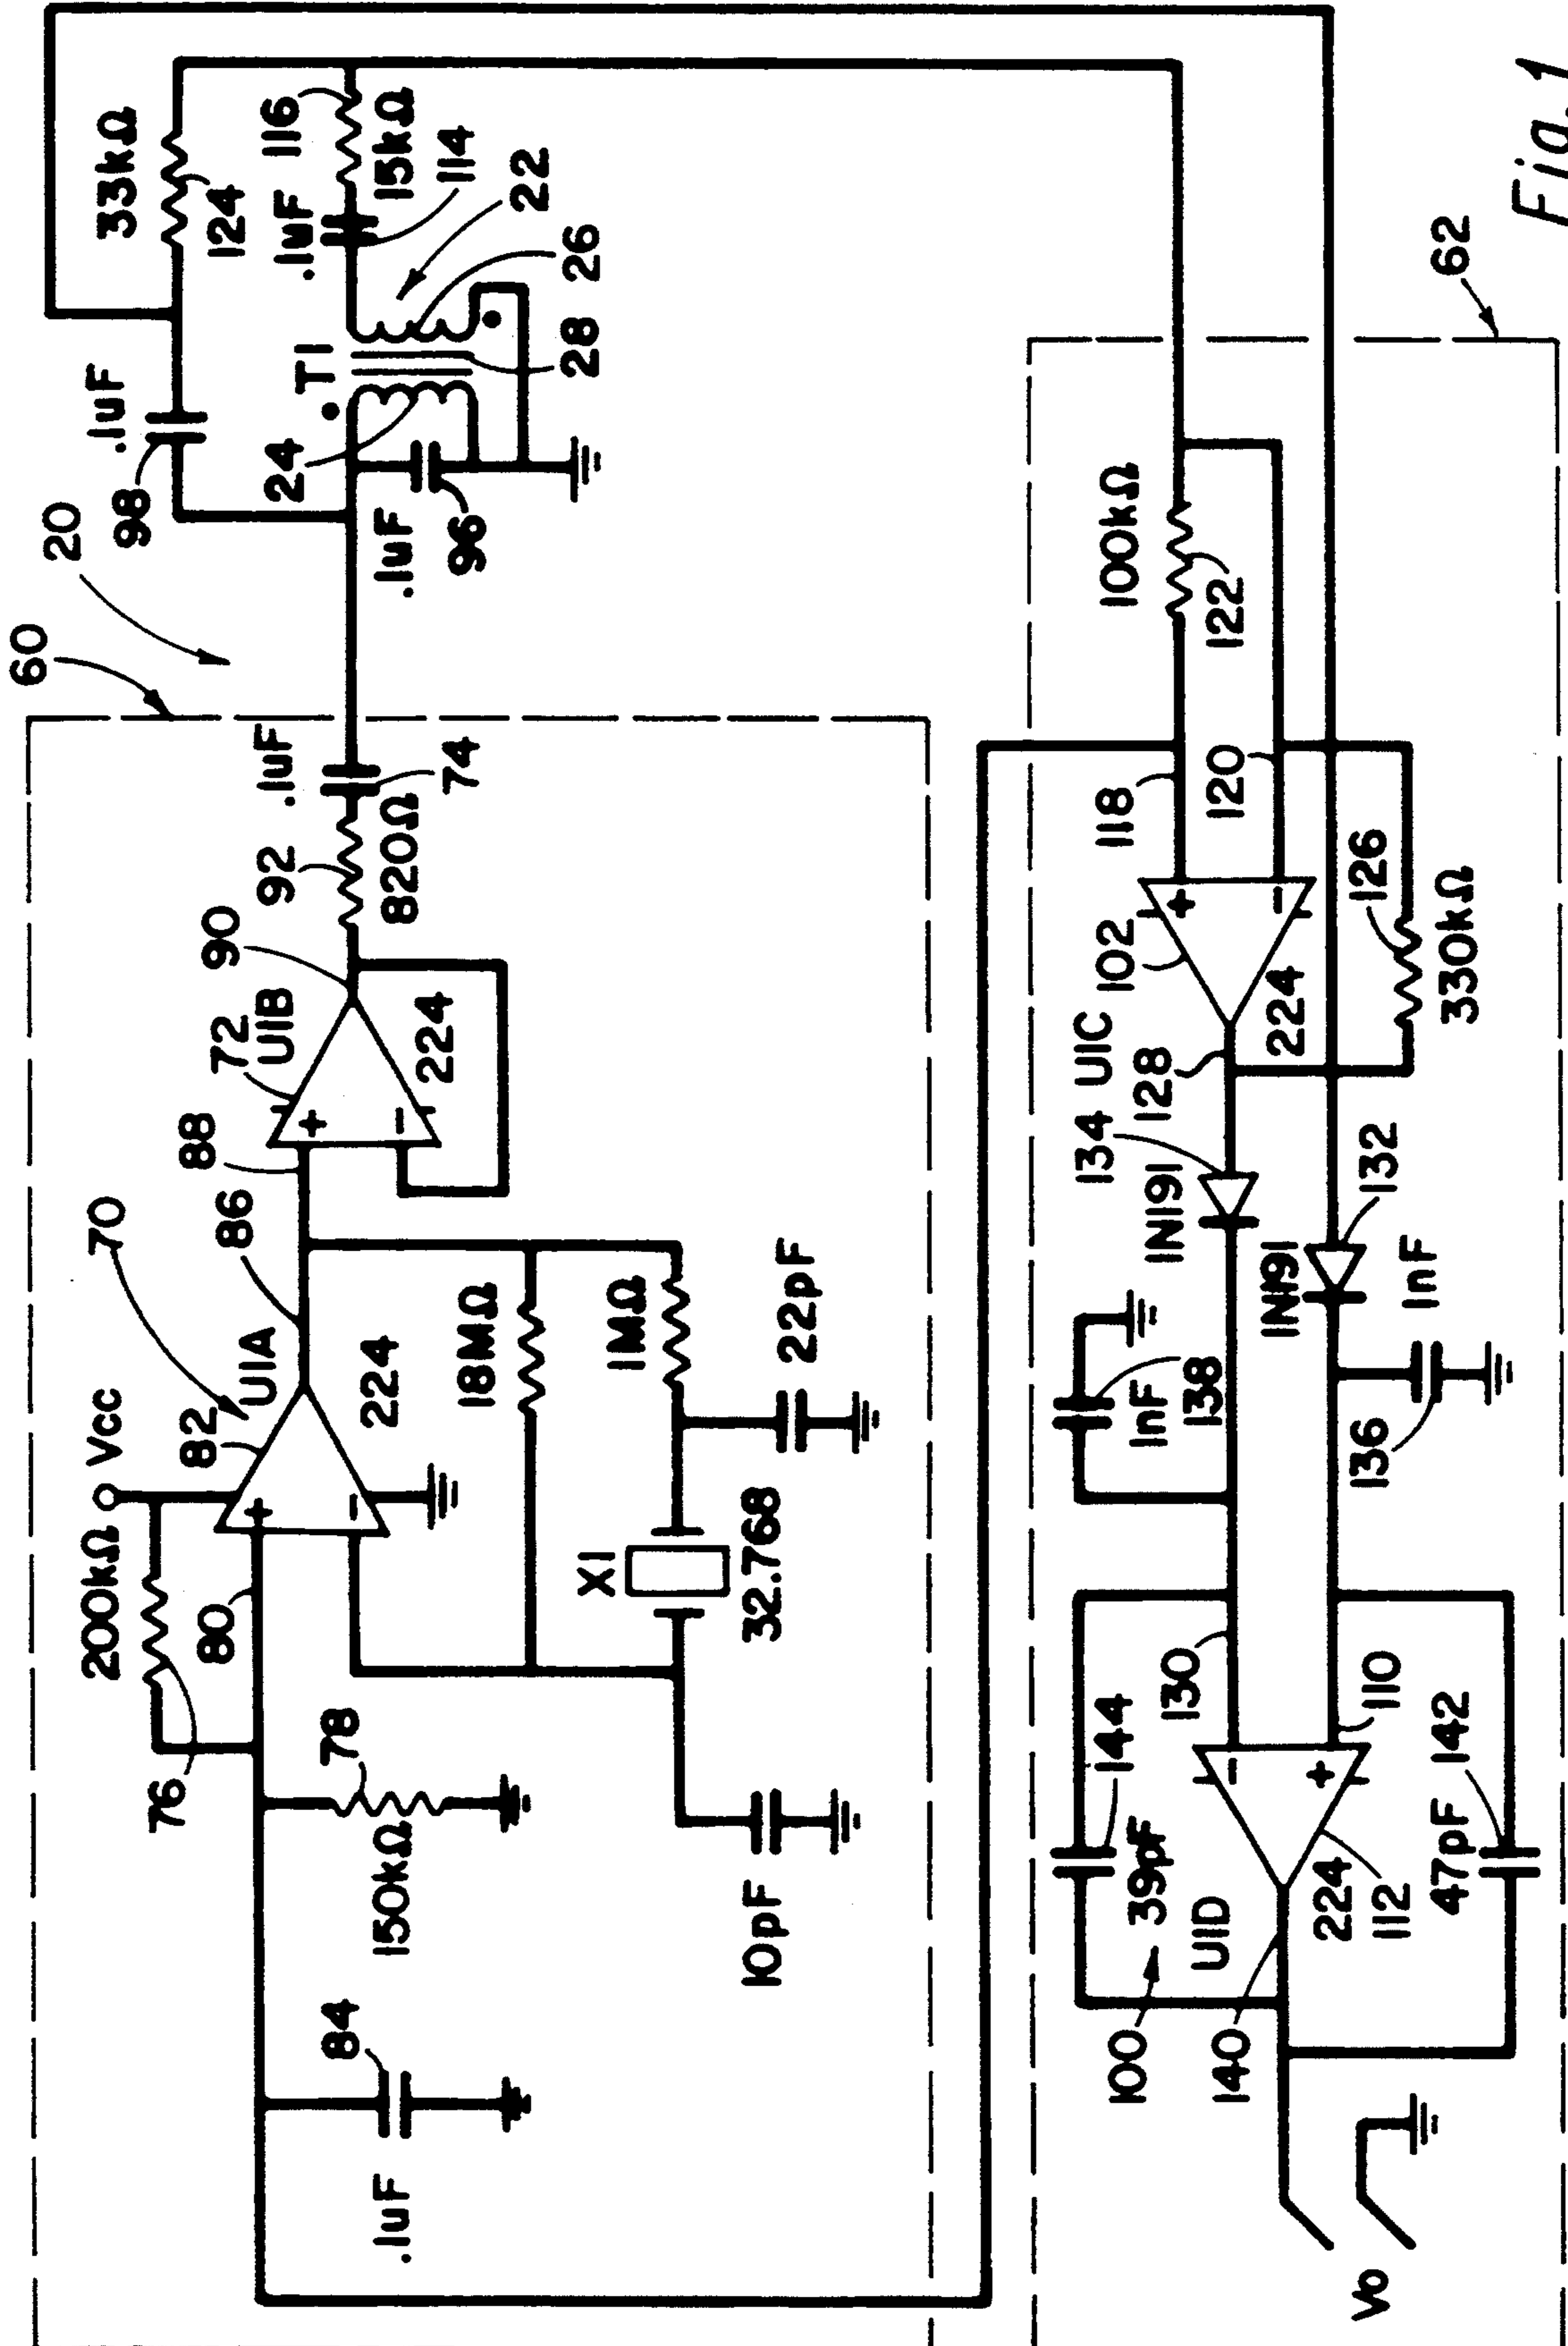 60
20
33kΩ
124
.1uF
98
.1uF
116
15kΩ
114
22
26
28
T1
24
.1uF
96
.1uF
74
92
820Ω
90
72
U1B
224
88
86
70
U1A
82
Vcc
224
200kΩ
80
76
78
150kΩ
84
.1uF
18MΩ
1MΩ
22pF
X1
32.768
10pF
+
−
+
−
62
100kΩ
122
118
120
102
+
−
224
U1C
128
126
330kΩ
134
1N191
132
1N191
1nF
138
1nF
136
130
110
144
39pF
−
+
U1D
224
112
142
47pF
100
140
Vo
Fig. 1